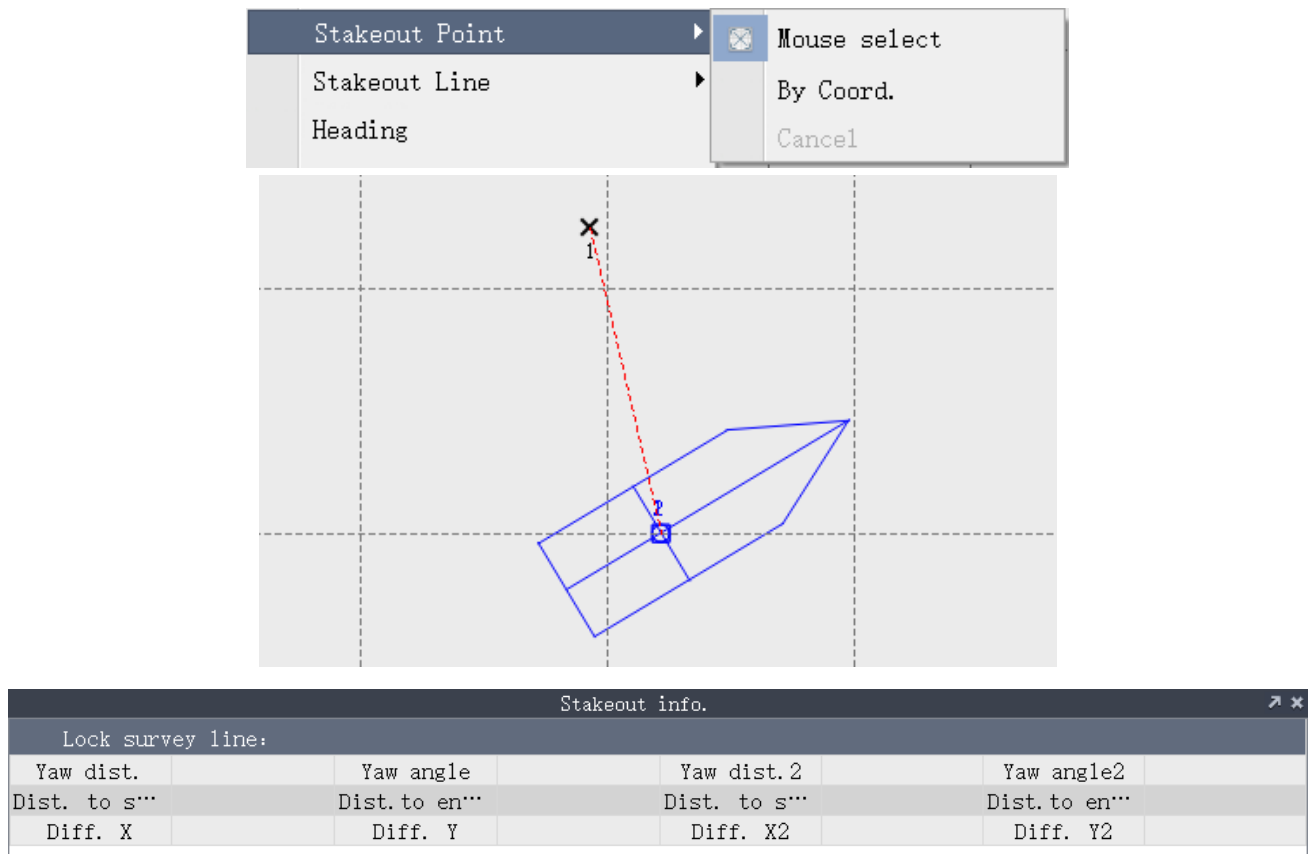 Stakeout Point
Mouse select
Stakeout Line
By Coord.
Heading
Cancel
1
2
Stakeout info.
Lock survey line:
Yaw dist. Yaw angle Yaw dist.2 Yaw angle2
Dist. to s… Dist.to en… Dist. to s… Dist.to en…
Diff. X Diff. Y Diff. X2 Diff. Y2